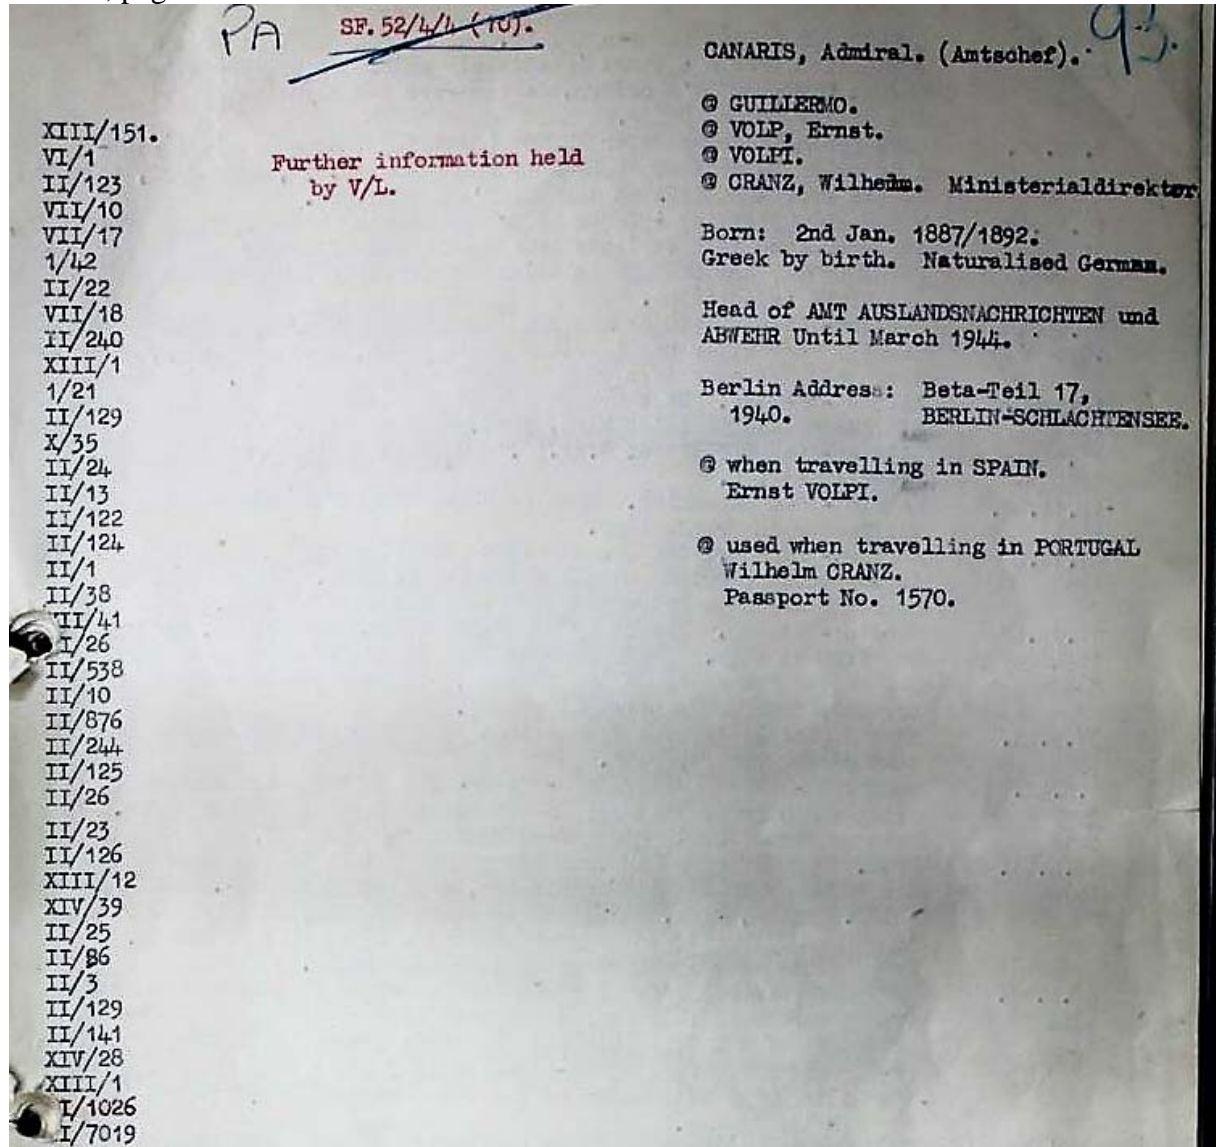 PA
SF. 52/4/4 (10).
93.
CANARIS, Admiral. (Amtschef).
@ GUILLERMO.
@ VOLP, Ernst.
@ VOLPI.
@ CRANZ, Wilhelm. Ministerialdirektor
Born: 2nd Jan. 1887/1892.
Greek by birth. Naturalised German.
Head of AMT AUSLANDSNACHRICHTEN und
ABWEHR Until March 1944.
Berlin Address: Beta-Teil 17,
1940. BERLIN-SCHLACHTENSEE.
@ when travelling in SPAIN.
Ernst VOLPI.
@ used when travelling in PORTUGAL
Wilhelm CRANZ.
Passport No. 1570.
Further information held
by V/L.
XIII/151.
VI/1
II/123
VII/10
VII/17
1/42
II/22
VII/18
II/240
XIII/1
1/21
II/129
X/35
II/24
II/13
II/122
II/124
II/1
II/38
II/41
I/26
II/538
II/10
II/876
II/244
II/125
II/26
II/23
II/126
XIII/12
XIV/39
II/25
II/86
II/3
II/129
II/141
XIV/28
XIII/1
I/1026
I/7019